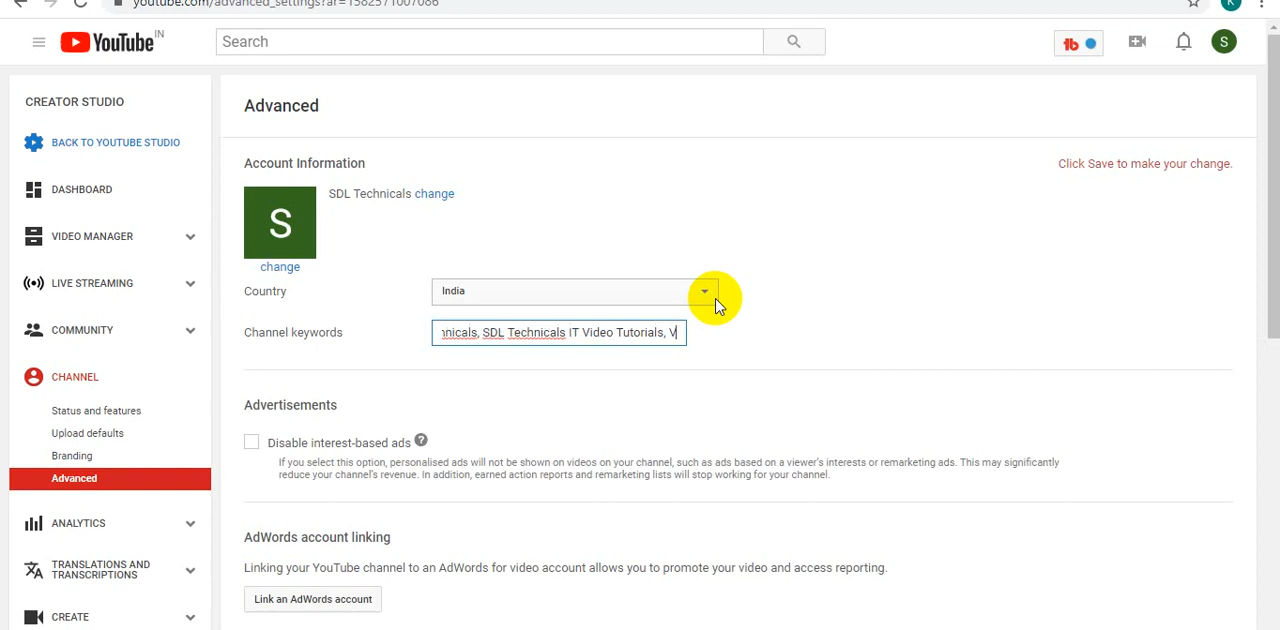 youtube.com/advanced_settings?ar=1582571007086
K
YouTube IN
Search
S
CREATOR STUDIO
BACK TO YOUTUBE STUDIO
DASHBOARD
VIDEO MANAGER
LIVE STREAMING
COMMUNITY
CHANNEL
Status and features
Upload defaults
Branding
Advanced
ANALYTICS
TRANSLATIONS AND
TRANSCRIPTIONS
CREATE
Advanced
Account Information
Click Save to make your change.
S
SDL Technicals change
change
Country
India
Channel keywords
nicals, SDL Technicals IT Video Tutorials, V
Advertisements
Disable interest-based ads ?
If you select this option, personalised ads will not be shown on videos on your channel, such as ads based on a viewer's interests or remarketing ads. This may significantly
reduce your channel's revenue. In addition, earned action reports and remarketing lists will stop working for your channel.
AdWords account linking
Linking your YouTube channel to an AdWords for video account allows you to promote your video and access reporting.
Link an AdWords account